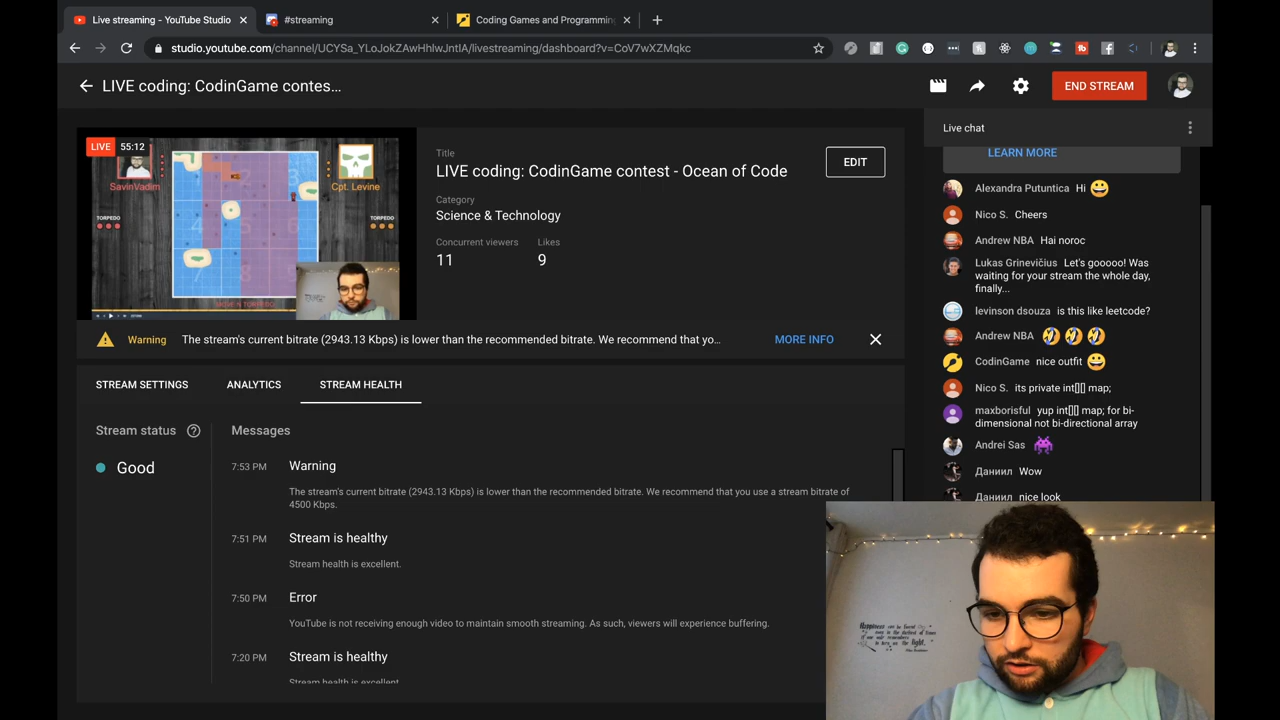 Live streaming - YouTube Studio
#streaming
Coding Games and Programming
studio.youtube.com/channel/UCYSa_YLoJokZAwHhlwJntIA/livestreaming/dashboard?v=CoV7wXZMqkc
LIVE coding: CodinGame contes...
END STREAM
LIVE 55:12
SavinVadim
Cpt. Levine
TORPEDO
TORPEDO
Title
LIVE coding: CodinGame contest - Ocean of Code
EDIT
Category
Science & Technology
Concurrent viewers
11
Likes
9
Warning
The stream's current bitrate (2943.13 Kbps) is lower than the recommended bitrate. We recommend that yo...
MORE INFO
STREAM SETTINGS
ANALYTICS
STREAM HEALTH
Stream status
Good
Messages
7:53 PM
Warning
The stream's current bitrate (2943.13 Kbps) is lower than the recommended bitrate. We recommend that you use a stream bitrate of
4500 Kbps.
7:51 PM
Stream is healthy
Stream health is excellent.
7:50 PM
Error
YouTube is not receiving enough video to maintain smooth streaming. As such, viewers will experience buffering.
7:20 PM
Stream is healthy
Stream health is excellent.
Live chat
LEARN MORE
Alexandra Putuntica Hi 😀
Nico S. Cheers
Andrew NBA Hai noroc
Lukas Grinevičius Let's gooooo! Was
waiting for your stream the whole day,
finally...
levinson dsouza is this like leetcode?
Andrew NBA 🤣 🤣 🤣
CodinGame nice outfit 😀
Nico S. its private int[][] map;
maxborisful yup int[][] map; for bi-
dimensional not bi-directional array
Andrei Sas 👾
Даниил Wow
Даниил nice look